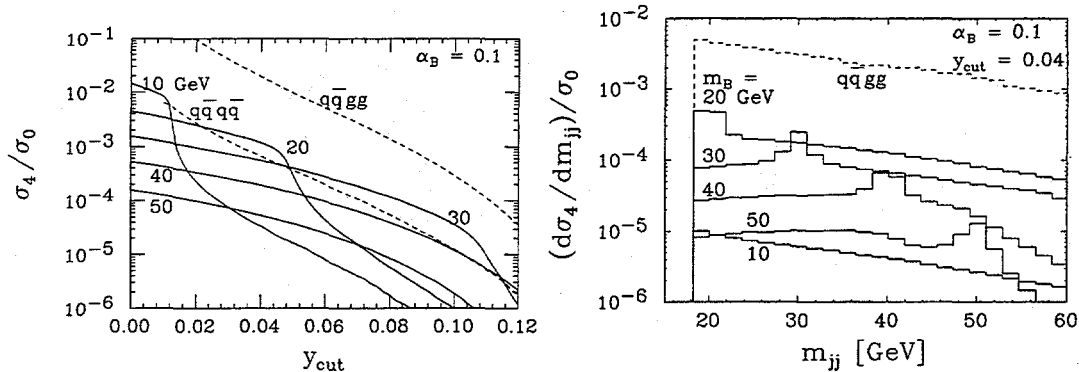 10⁻¹
α_B = 0.1
10 GeV
10⁻²
qq̄gg
qq̄qq̄
σ₄/σ₀
10⁻³
20
40
30
10⁻⁴
50
10⁻⁵
10⁻⁶
0.00 0.02 0.04 0.06 0.08 0.10 0.12
y_cut
10⁻²
α_B = 0.1
m_B =
qq̄gg
y_cut = 0.04
20 GeV
10⁻³
(dσ₄/dm_jj)/σ₀
10⁻⁴
30
40
50
10⁻⁵
10
10⁻⁶
20 30 40 50 60
m_jj [GeV]